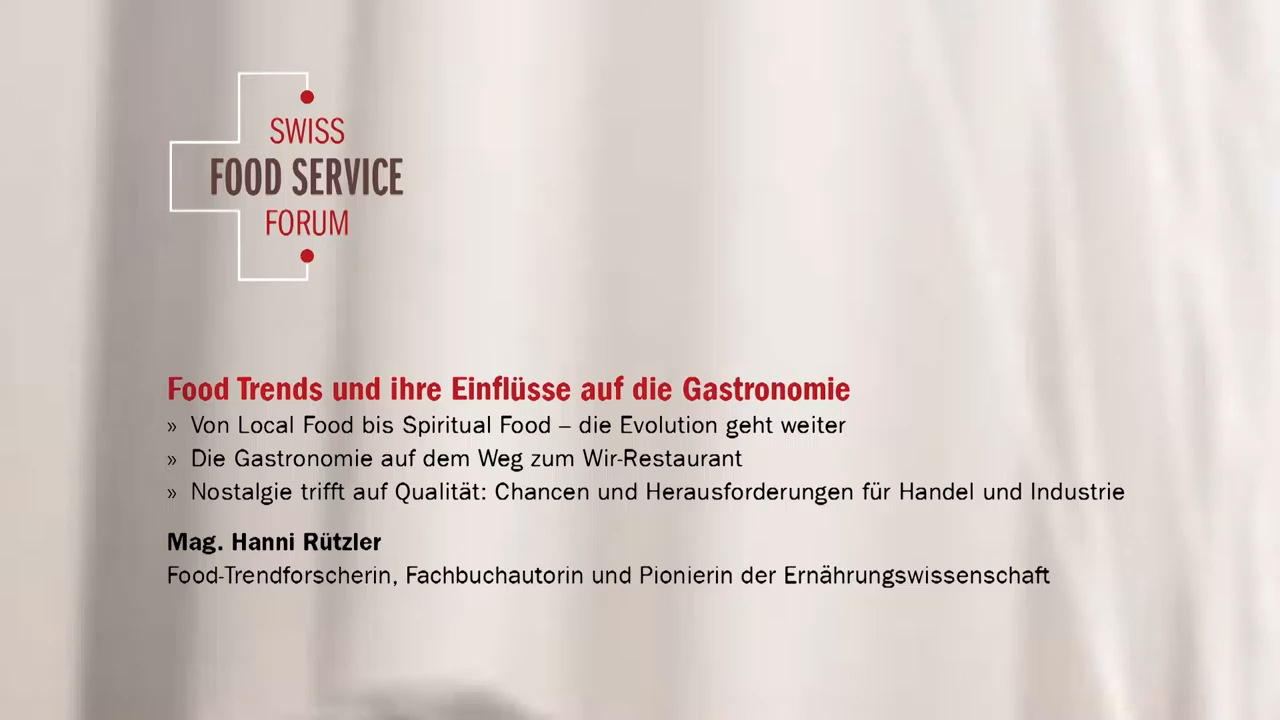 SWISS
FOOD SERVICE
FORUM
Food Trends und ihre Einflüsse auf die Gastronomie
» Von Local Food bis Spiritual Food – die Evolution geht weiter
» Die Gastronomie auf dem Weg zum Wir-Restaurant
» Nostalgie trifft auf Qualität: Chancen und Herausforderungen für Handel und Industrie
Mag. Hanni Rützler
Food-Trendforscherin, Fachbuchautorin und Pionierin der Ernährungswissenschaft